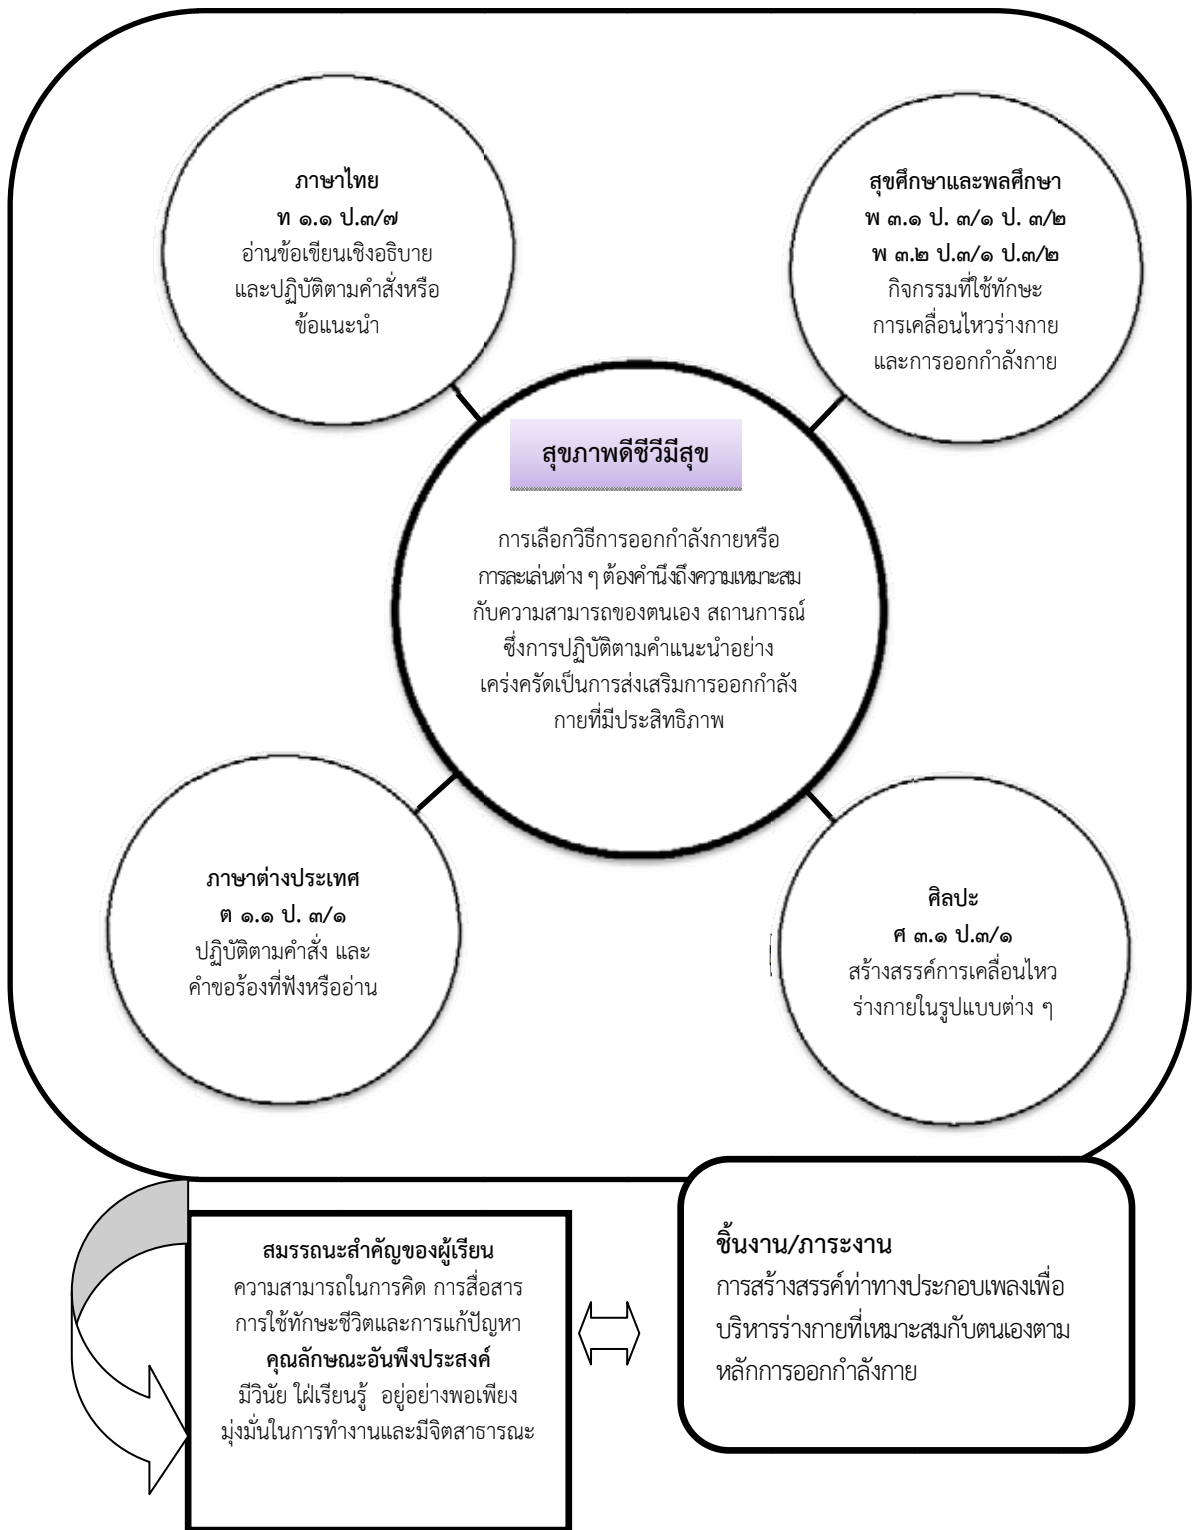 ภาษาไทย
ท ๑.๑ ป.๓/๗
อ่านข้อเขียนเชิงอธิบาย
และปฏิบัติตามคำสั่งหรือ
ข้อแนะนำ
สุขศึกษาและพลศึกษา
พ ๓.๑ ป. ๓/๑ ป. ๓/๒
พ ๓.๒ ป.๓/๑ ป.๓/๒
กิจกรรมที่ใช้ทักษะ
การเคลื่อนไหวร่างกาย
และการออกกำลังกาย
สุขภาพดีชีวีมีสุข
การเลือกวิธีการออกกำลังกายหรือ
การละเล่นต่าง ๆ ต้องคำนึงถึงความเหมาะสม
กับความสามารถของตนเอง สถานการณ์
ซึ่งการปฏิบัติตามคำแนะนำอย่าง
เคร่งครัดเป็นการส่งเสริมการออกกำลัง
กายที่มีประสิทธิภาพ
ภาษาต่างประเทศ
ต ๑.๑ ป. ๓/๑
ปฏิบัติตามคำสั่ง และ
คำขอร้องที่ฟังหรืออ่าน
ศิลปะ
ศ ๓.๑ ป.๓/๑
สร้างสรรค์การเคลื่อนไหว
ร่างกายในรูปแบบต่าง ๆ
สมรรถนะสำคัญของผู้เรียน
ความสามารถในการคิด การสื่อสาร
การใช้ทักษะชีวิตและการแก้ปัญหา
คุณลักษณะอันพึงประสงค์
มีวินัย ใฝ่เรียนรู้ อยู่อย่างพอเพียง
มุ่งมั่นในการทำงานและมีจิตสาธารณะ
ชิ้นงาน/ภาระงาน
การสร้างสรรค์ท่าทางประกอบเพลงเพื่อ
บริหารร่างกายที่เหมาะสมกับตนเองตาม
หลักการออกกำลังกาย